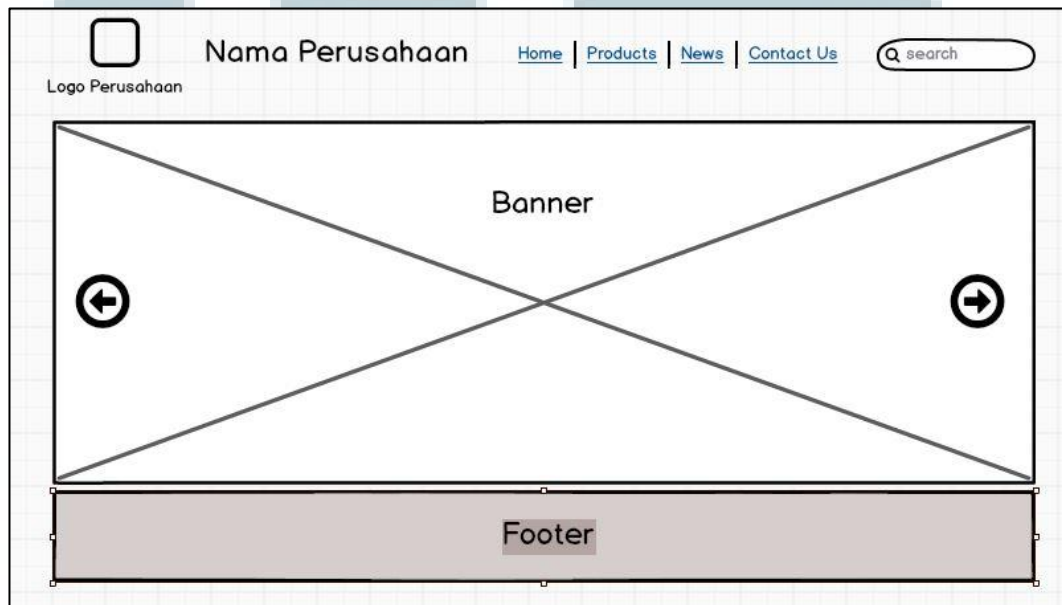 Nama Perusahaan
Home | Products | News | Contact Us
search
Logo Perusahaan
Banner
Footer